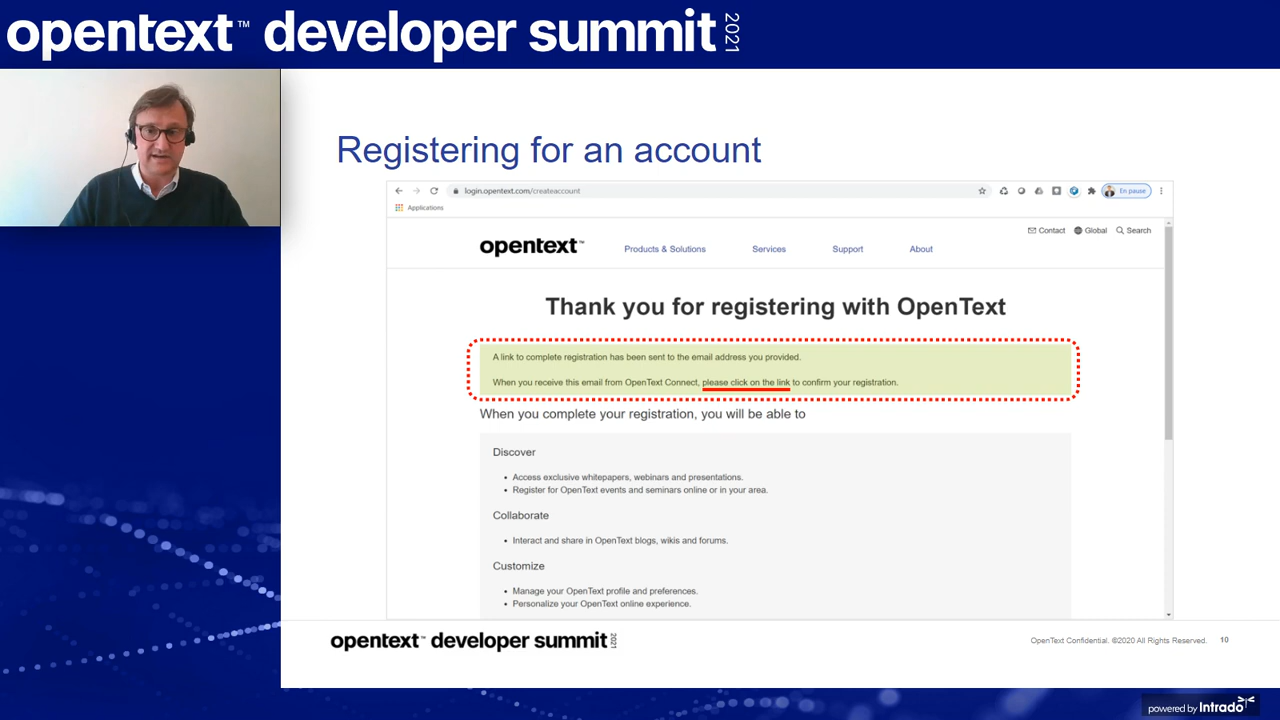 opentext™ developer summit 2021
Registering for an account
login.opentext.com/createaccount
En pause
Applications
Contact Global Search
opentext™ Products & Solutions Services Support About
Thank you for registering with OpenText
A link to complete registration has been sent to the email address you provided.
When you receive this email from OpenText Connect, please click on the link to confirm your registration.
When you complete your registration, you will be able to
Discover
• Access exclusive whitepapers, webinars and presentations.
• Register for OpenText events and seminars online or in your area.
Collaborate
• Interact and share in OpenText blogs, wikis and forums.
Customize
• Manage your OpenText profile and preferences.
• Personalize your OpenText online experience.
opentext™ developer summit 2021
OpenText Confidential. ©2020 All Rights Reserved. 10
powered by Intrado